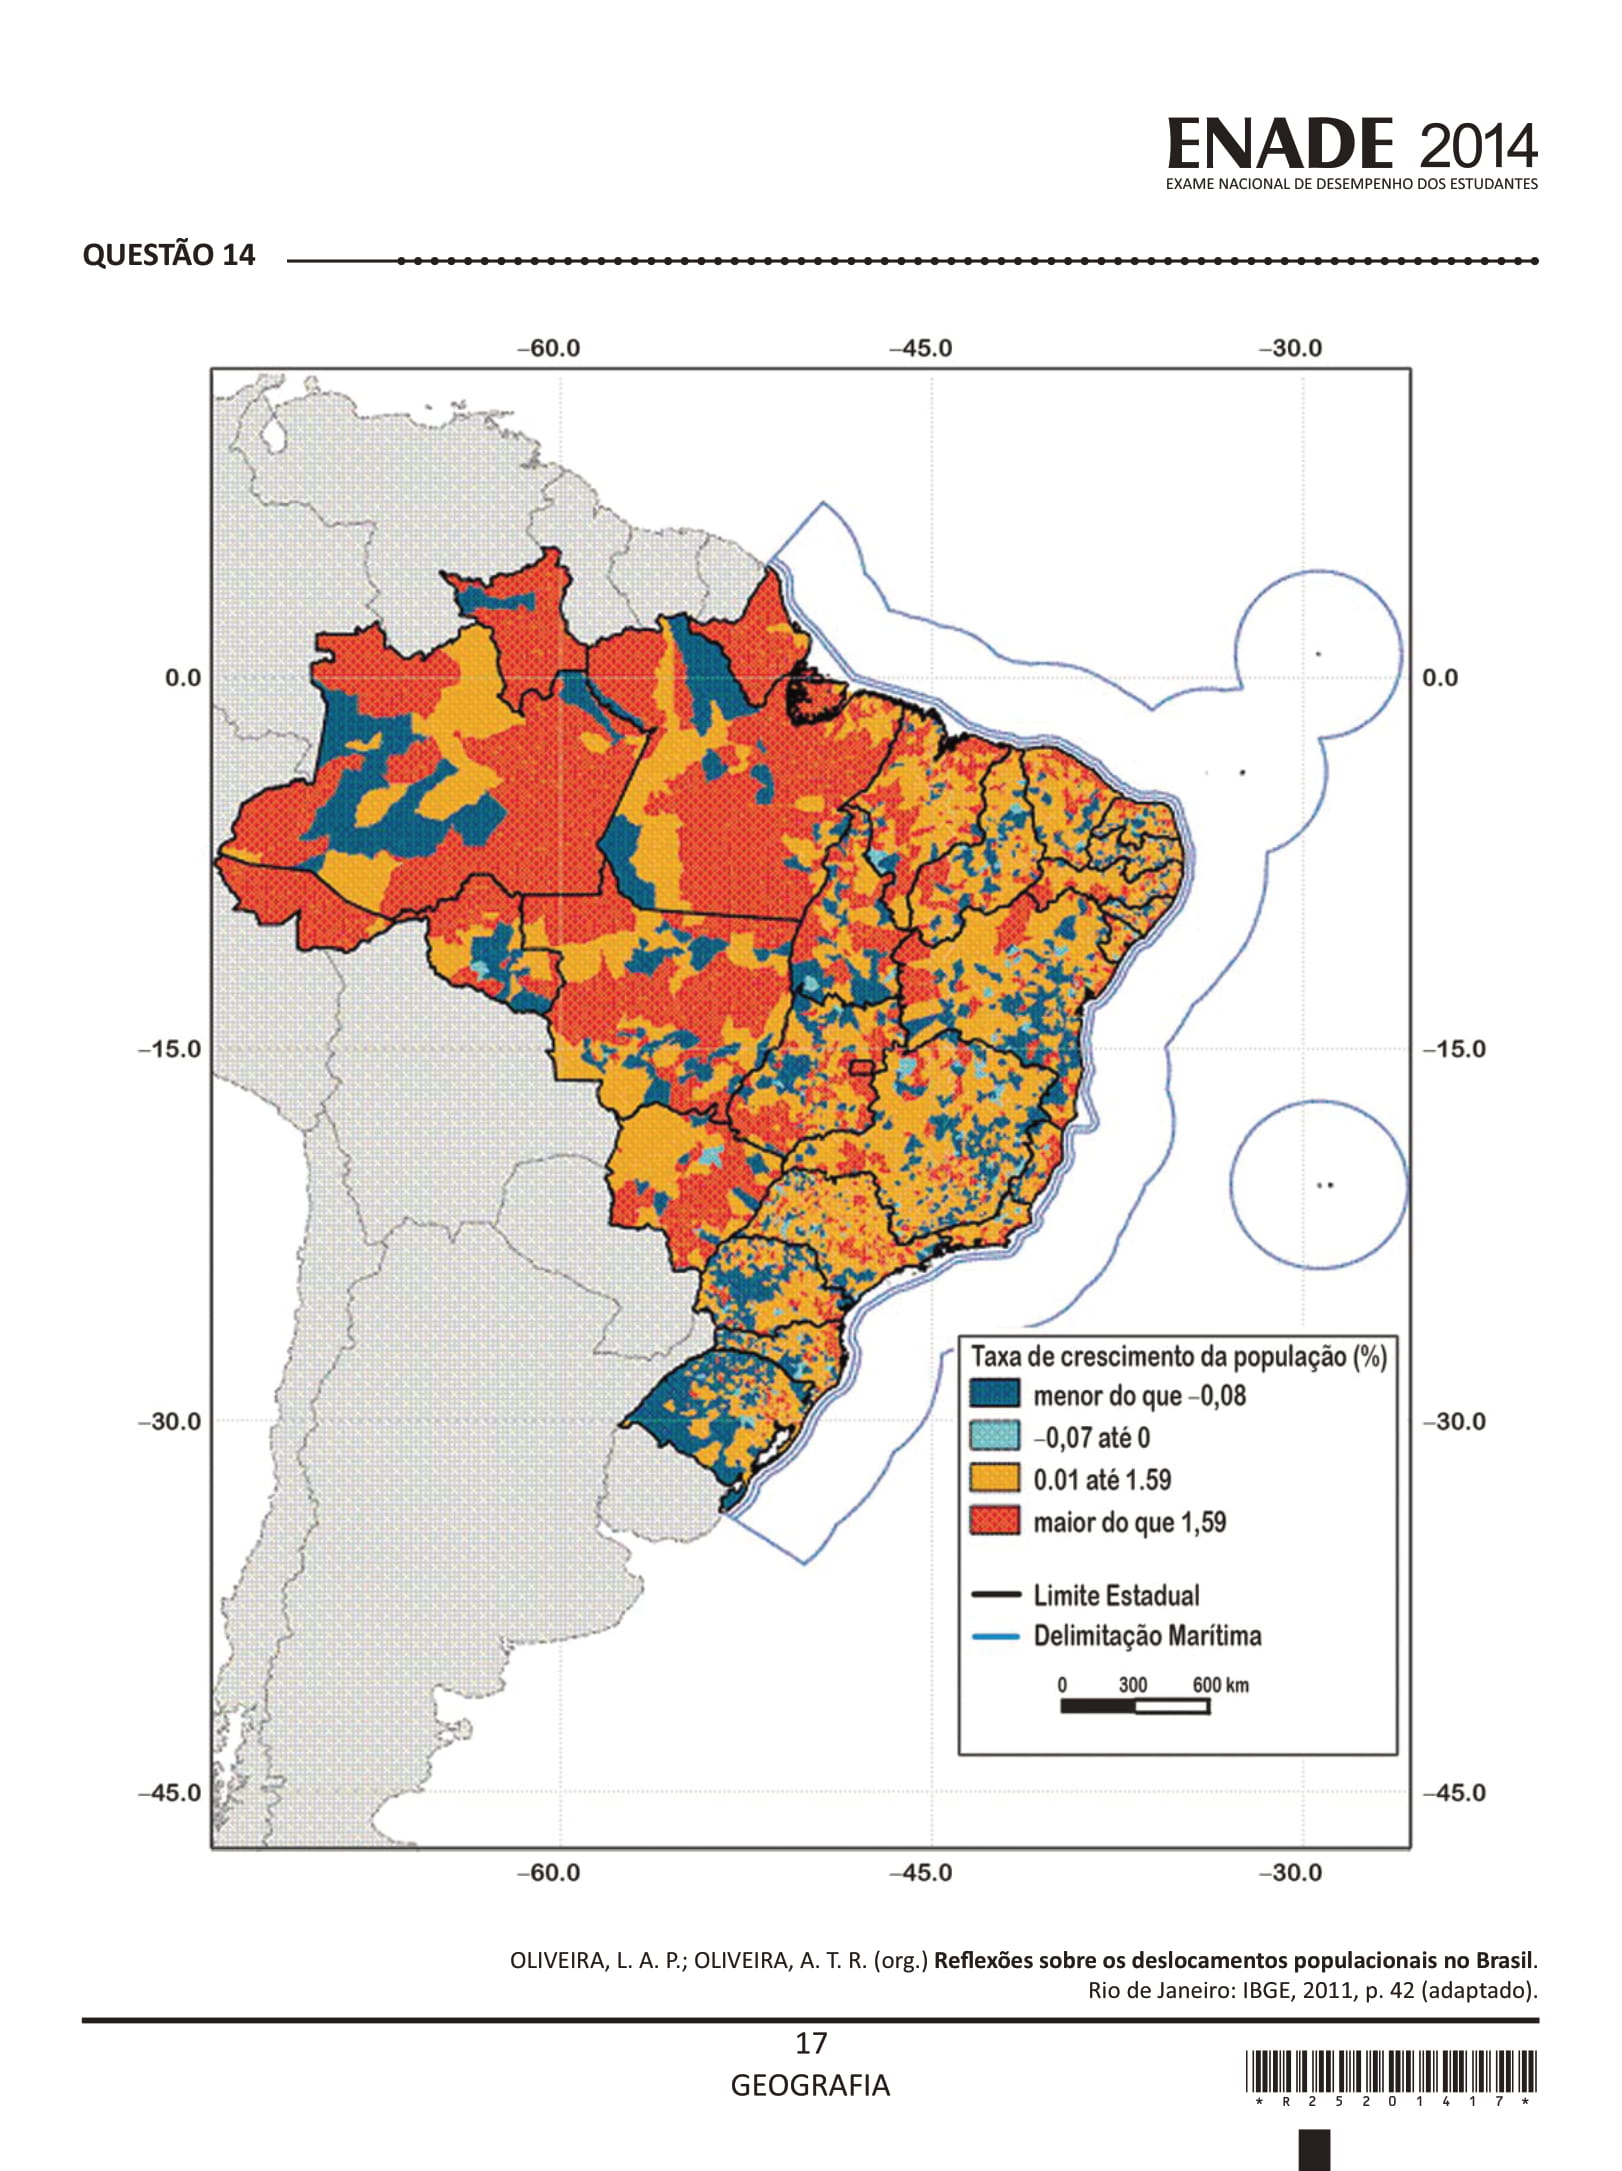 ENADE 2014
EXAME NACIONAL DE DESEMPENHO DOS ESTUDANTES
QUESTÃO 14
−60.0 −45.0 −30.0
0.0 0.0
−15.0 −15.0
−30.0 −30.0
−45.0 −45.0
−60.0 −45.0 −30.0
Taxa de crescimento da população (%)
menor do que −0,08
−0,07 até 0
0.01 até 1.59
maior do que 1,59
Limite Estadual
Delimitação Marítima
0 300 600 km
OLIVEIRA, L. A. P.; OLIVEIRA, A. T. R. (org.) Reflexões sobre os deslocamentos populacionais no Brasil.
Rio de Janeiro: IBGE, 2011, p. 42 (adaptado).
17
GEOGRAFIA
* R 2 5 2 0 1 4 1 7 *